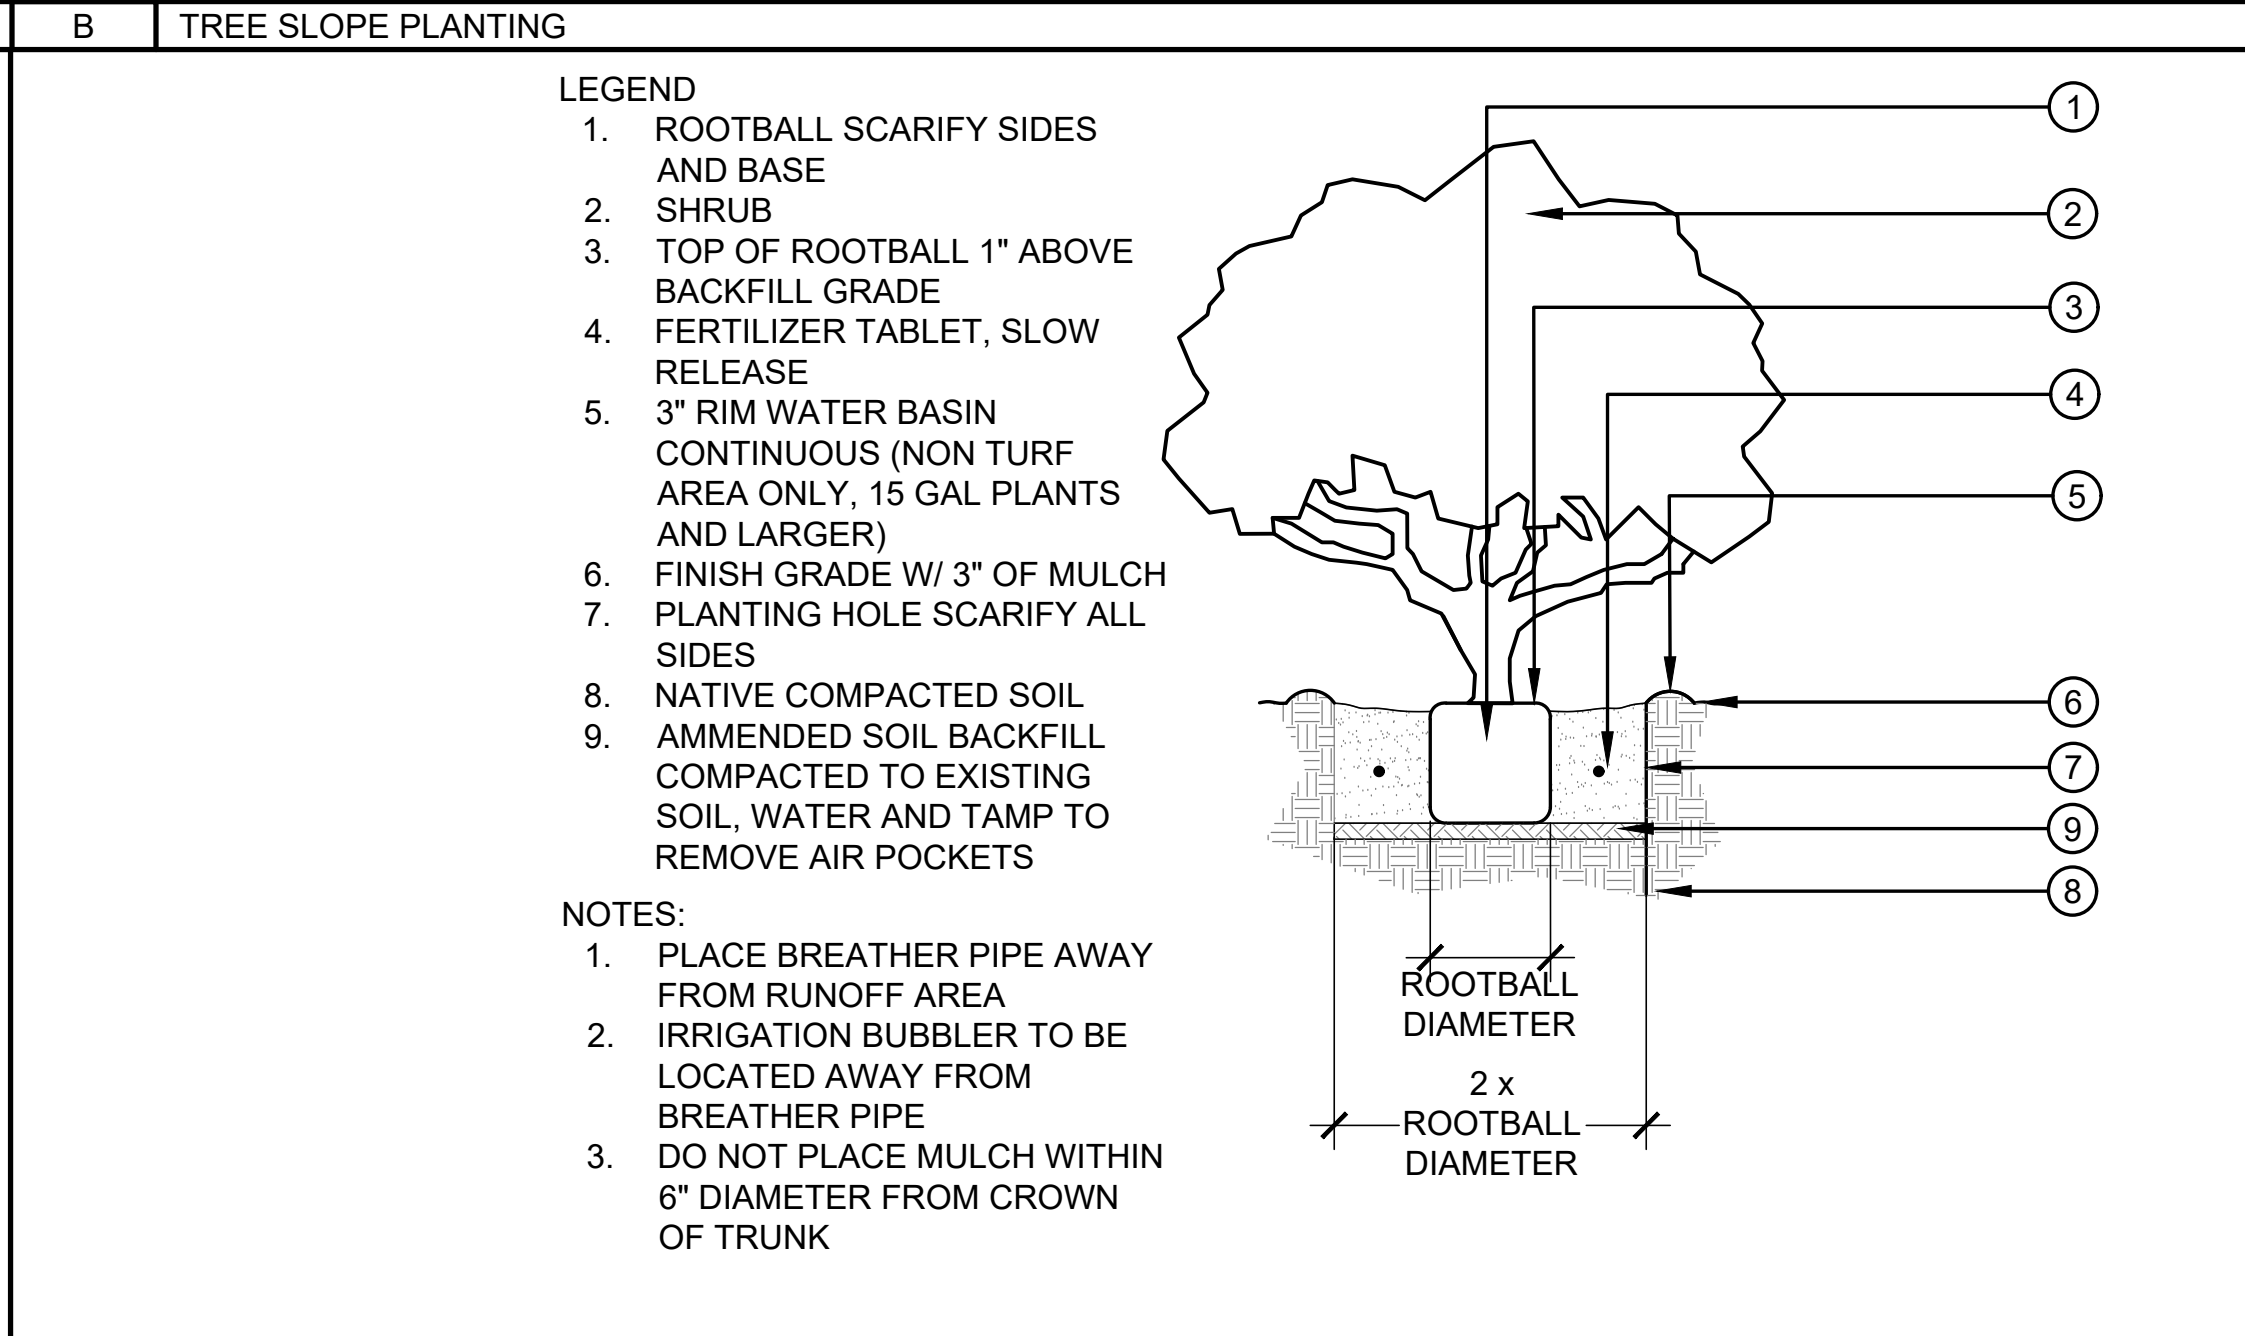 B TREE SLOPE PLANTING
LEGEND
1. ROOTBALL SCARIFY SIDES
AND BASE
2. SHRUB
3. TOP OF ROOTBALL 1" ABOVE
BACKFILL GRADE
4. FERTILIZER TABLET, SLOW
RELEASE
5. 3" RIM WATER BASIN
CONTINUOUS (NON TURF
AREA ONLY, 15 GAL PLANTS
AND LARGER)
6. FINISH GRADE W/ 3" OF MULCH
7. PLANTING HOLE SCARIFY ALL
SIDES
8. NATIVE COMPACTED SOIL
9. AMMENDED SOIL BACKFILL
COMPACTED TO EXISTING
SOIL, WATER AND TAMP TO
REMOVE AIR POCKETS
NOTES:
1. PLACE BREATHER PIPE AWAY
FROM RUNOFF AREA
2. IRRIGATION BUBBLER TO BE
LOCATED AWAY FROM
BREATHER PIPE
3. DO NOT PLACE MULCH WITHIN
6" DIAMETER FROM CROWN
OF TRUNK
1
2
3
4
5
6
7
9
8
ROOTBALL
DIAMETER
2 x
ROOTBALL
DIAMETER